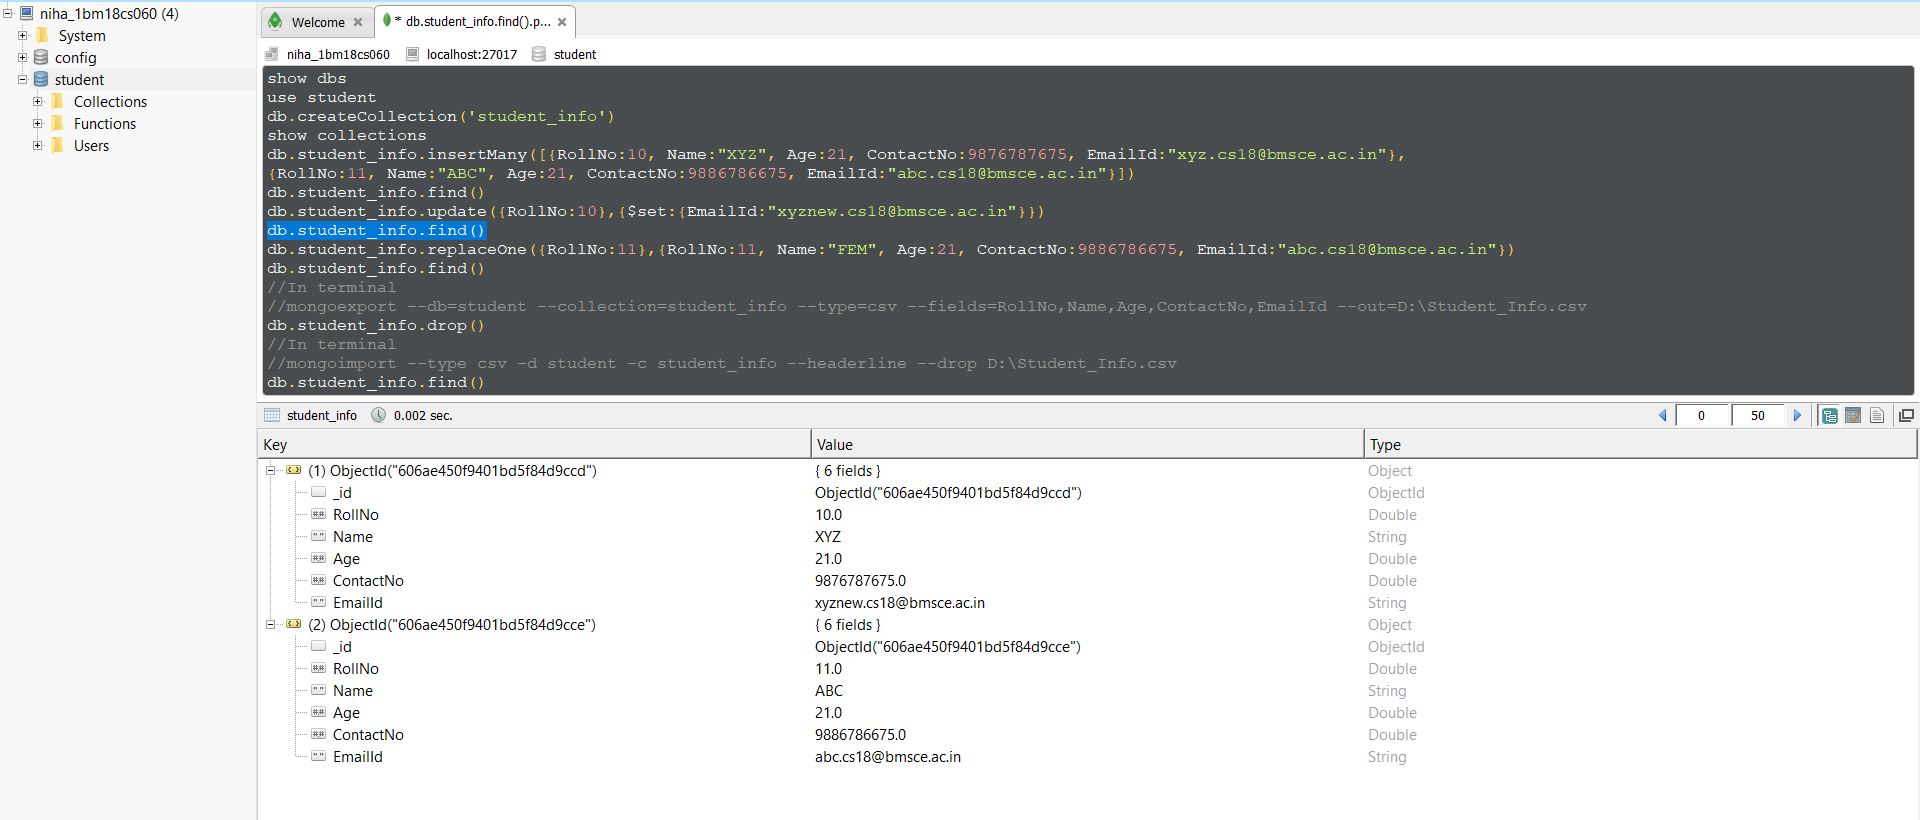 niha_1bm18cs060 (4)
System
config
student
Collections
Functions
Users
Welcome
* db.student_info.find().p...
niha_1bm18cs060 localhost:27017 student
show dbs
use student
db.createCollection('student_info')
show collections
db.student_info.insertMany([{RollNo:10, Name:"XYZ", Age:21, ContactNo:9876787675, EmailId:"xyz.cs18@bmsce.ac.in"},
{RollNo:11, Name:"ABC", Age:21, ContactNo:9886786675, EmailId:"abc.cs18@bmsce.ac.in"}])
db.student_info.find()
db.student_info.update({RollNo:10},{$set:{EmailId:"xyznew.cs18@bmsce.ac.in"}})
db.student_info.find()
db.student_info.replaceOne({RollNo:11},{RollNo:11, Name:"FEM", Age:21, ContactNo:9886786675, EmailId:"abc.cs18@bmsce.ac.in"})
db.student_info.find()
//In terminal
//mongoexport --db=student --collection=student_info --type=csv --fields=RollNo,Name,Age,ContactNo,EmailId --out=D:\Student_Info.csv
db.student_info.drop()
//In terminal
//mongoimport --type csv -d student -c student_info --headerline --drop D:\Student_Info.csv
db.student_info.find()
student_info 0.002 sec. 0 50
Key Value Type
(1) ObjectId("606ae450f9401bd5f84d9ccd") { 6 fields } Object
_id ObjectId("606ae450f9401bd5f84d9ccd") ObjectId
RollNo 10.0 Double
Name XYZ String
Age 21.0 Double
ContactNo 9876787675.0 Double
EmailId xyznew.cs18@bmsce.ac.in String
(2) ObjectId("606ae450f9401bd5f84d9cce") { 6 fields } Object
_id ObjectId("606ae450f9401bd5f84d9cce") ObjectId
RollNo 11.0 Double
Name ABC String
Age 21.0 Double
ContactNo 9886786675.0 Double
EmailId abc.cs18@bmsce.ac.in String